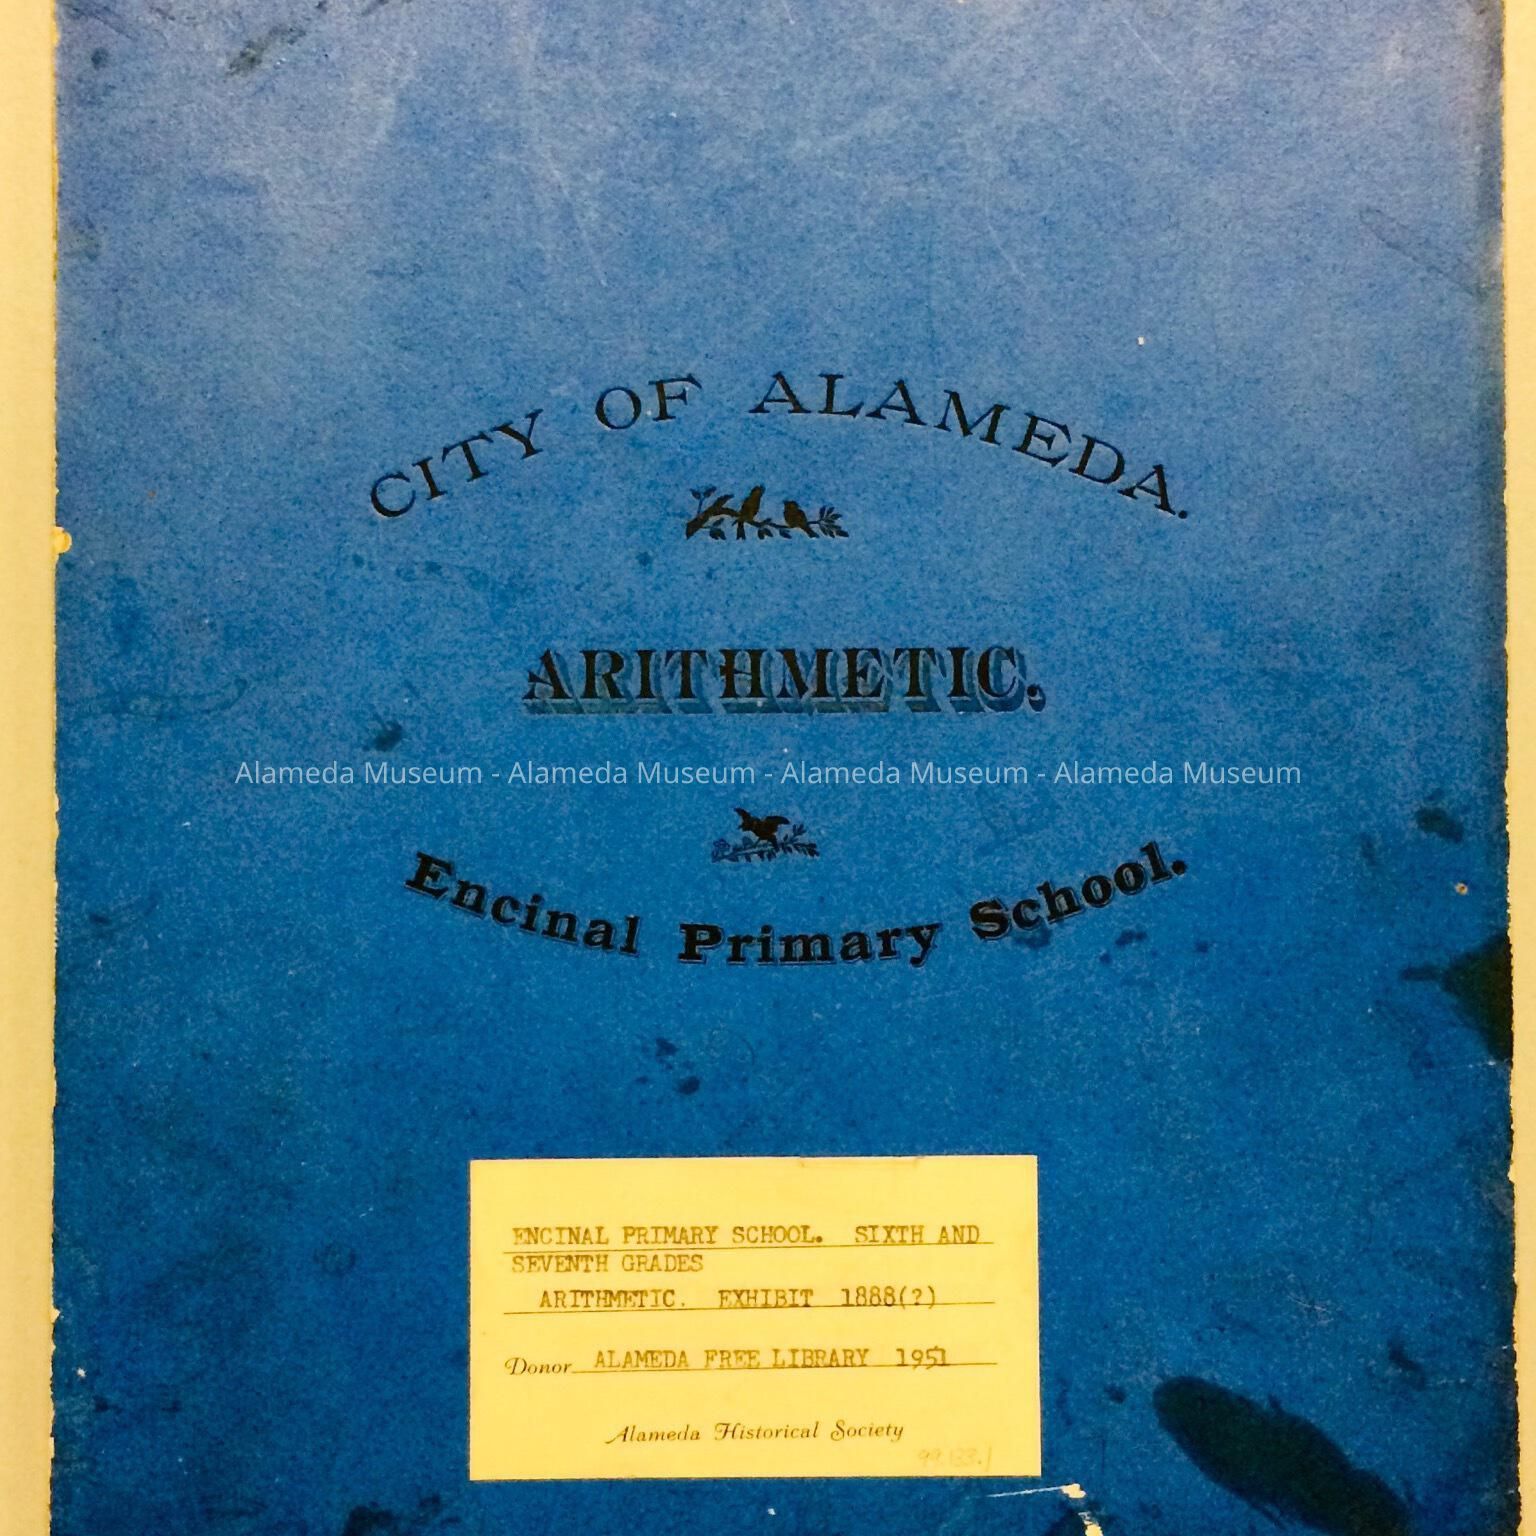 CITY OF ALAMEDA.
ARITHMETIC.
Alameda Museum - Alameda Museum - Alameda Museum - Alameda Museum
Encinal Primary School.
ENCINAL PRIMARY SCHOOL. SIXTH AND
SEVENTH GRADES
ARITHMETIC. EXHIBIT 1888(?)
Donor ALAMEDA FREE LIBRARY 1951
Alameda Historical Society